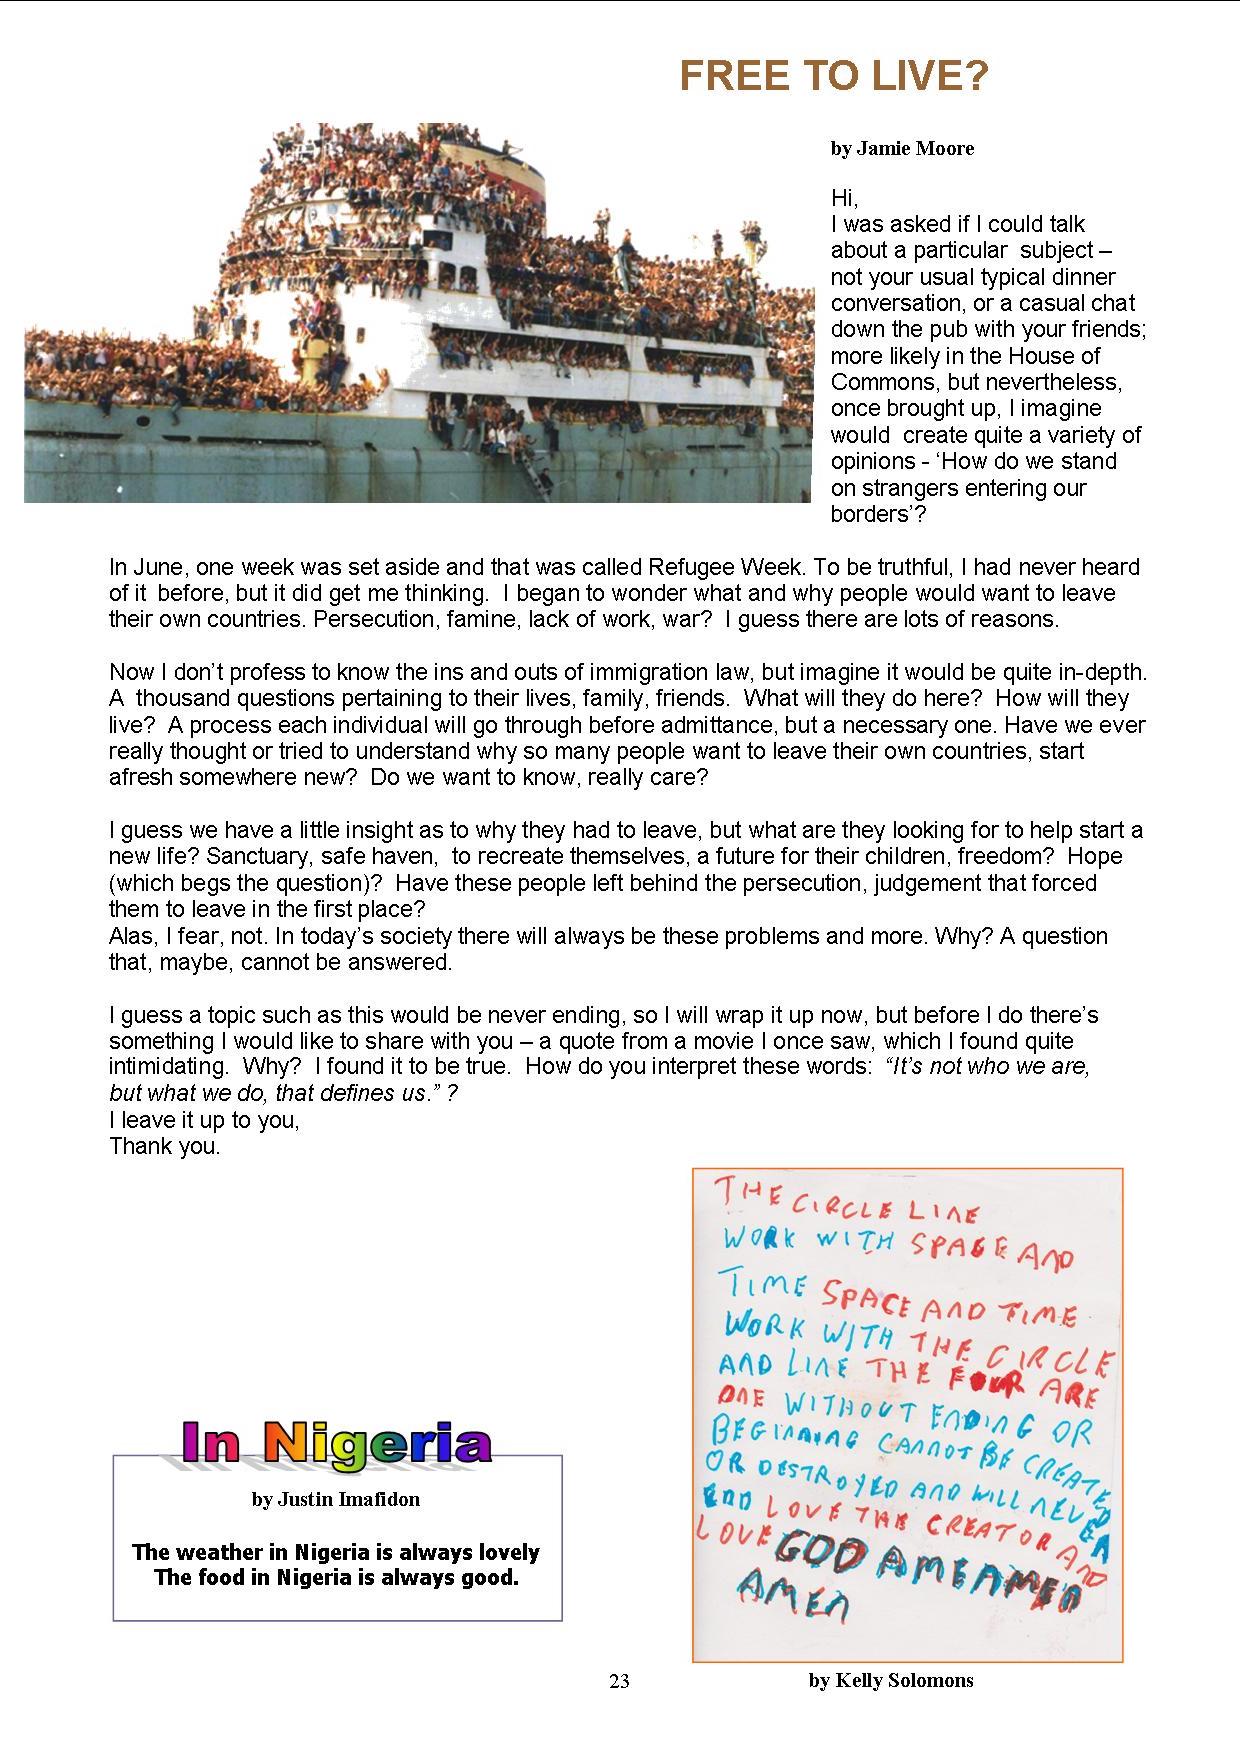 FREE TO LIVE?
by Jamie Moore
Hi,
I was asked if I could talk
about a particular subject –
not your usual typical dinner
conversation, or a casual chat
down the pub with your friends;
more likely in the House of
Commons, but nevertheless,
once brought up, I imagine
would create quite a variety of
opinions - ‘How do we stand
on strangers entering our
borders’?
In June, one week was set aside and that was called Refugee Week. To be truthful, I had never heard
of it before, but it did get me thinking. I began to wonder what and why people would want to leave
their own countries. Persecution, famine, lack of work, war? I guess there are lots of reasons.
Now I don’t profess to know the ins and outs of immigration law, but imagine it would be quite in-depth.
A thousand questions pertaining to their lives, family, friends. What will they do here? How will they
live? A process each individual will go through before admittance, but a necessary one. Have we ever
really thought or tried to understand why so many people want to leave their own countries, start
afresh somewhere new? Do we want to know, really care?
I guess we have a little insight as to why they had to leave, but what are they looking for to help start a
new life? Sanctuary, safe haven, to recreate themselves, a future for their children, freedom? Hope
(which begs the question)? Have these people left behind the persecution, judgement that forced
them to leave in the first place?
Alas, I fear, not. In today’s society there will always be these problems and more. Why? A question
that, maybe, cannot be answered.
I guess a topic such as this would be never ending, so I will wrap it up now, but before I do there’s
something I would like to share with you – a quote from a movie I once saw, which I found quite
intimidating. Why? I found it to be true. How do you interpret these words: “It’s not who we are,
but what we do, that defines us.” ?
I leave it up to you,
Thank you.
In Nigeria
by Justin Imafidon
The weather in Nigeria is always lovely
The food in Nigeria is always good.
THE CIRCLE LINE
WORK WITH SPACE AND
TIME SPACE AND TIME
WORK WITH THE CIRCLE
AND LINE THE FOUR ARE
ONE WITHOUT ENDING OR
BEGINNING CANNOT BE CREATED
OR DESTROYED AND WILL NEVER
END LOVE THE CREATOR AND
LOVE GOD AMEN AMEN
AMEN
by Kelly Solomons
23